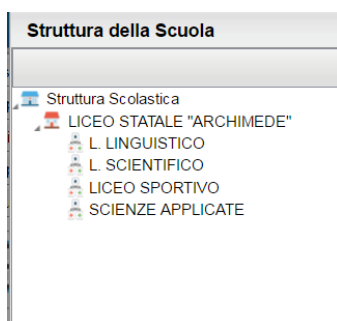 Struttura della Scuola
Struttura Scolastica
LICEO STATALE "ARCHIMEDE"
L. LINGUISTICO
L. SCIENTIFICO
LICEO SPORTIVO
SCIENZE APPLICATE